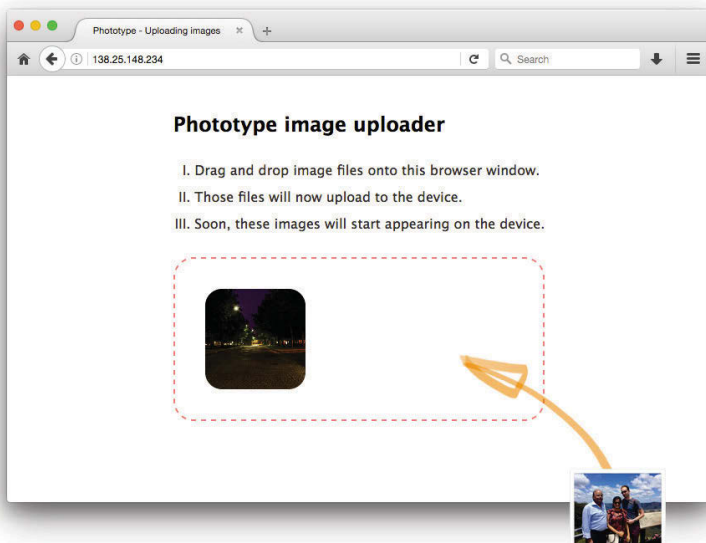 Phototype - Uploading images
138.25.148.234
Search
Phototype image uploader
I. Drag and drop image files onto this browser window.
II. Those files will now upload to the device.
III. Soon, these images will start appearing on the device.